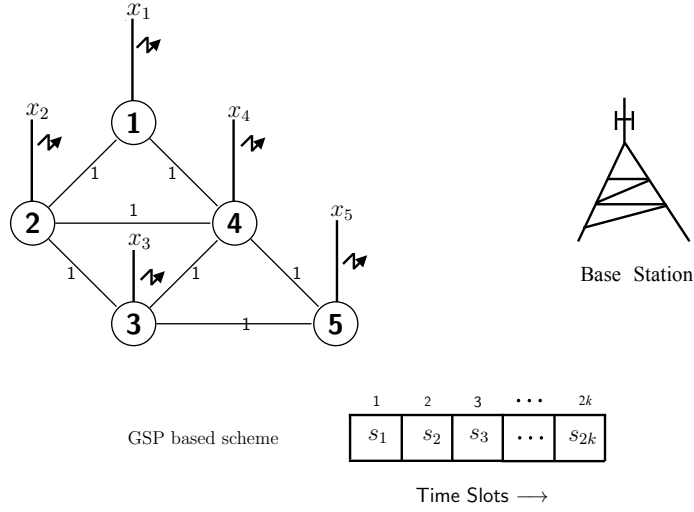 x₁
1
x₂
x₄
1
1
2
1
4
x₃
x₅
1
1
1
3
1
5
Base Station
1 2 3 ⋯ 2k
GSP based scheme
s₁ s₂ s₃ ⋯ s₂ₖ
Time Slots ⟶